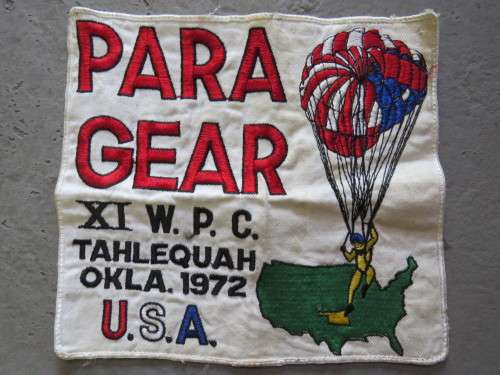 PARA
GEAR
XI W. P. C.
TAHLEQUAH
OKLA. 1972
U.S.A.